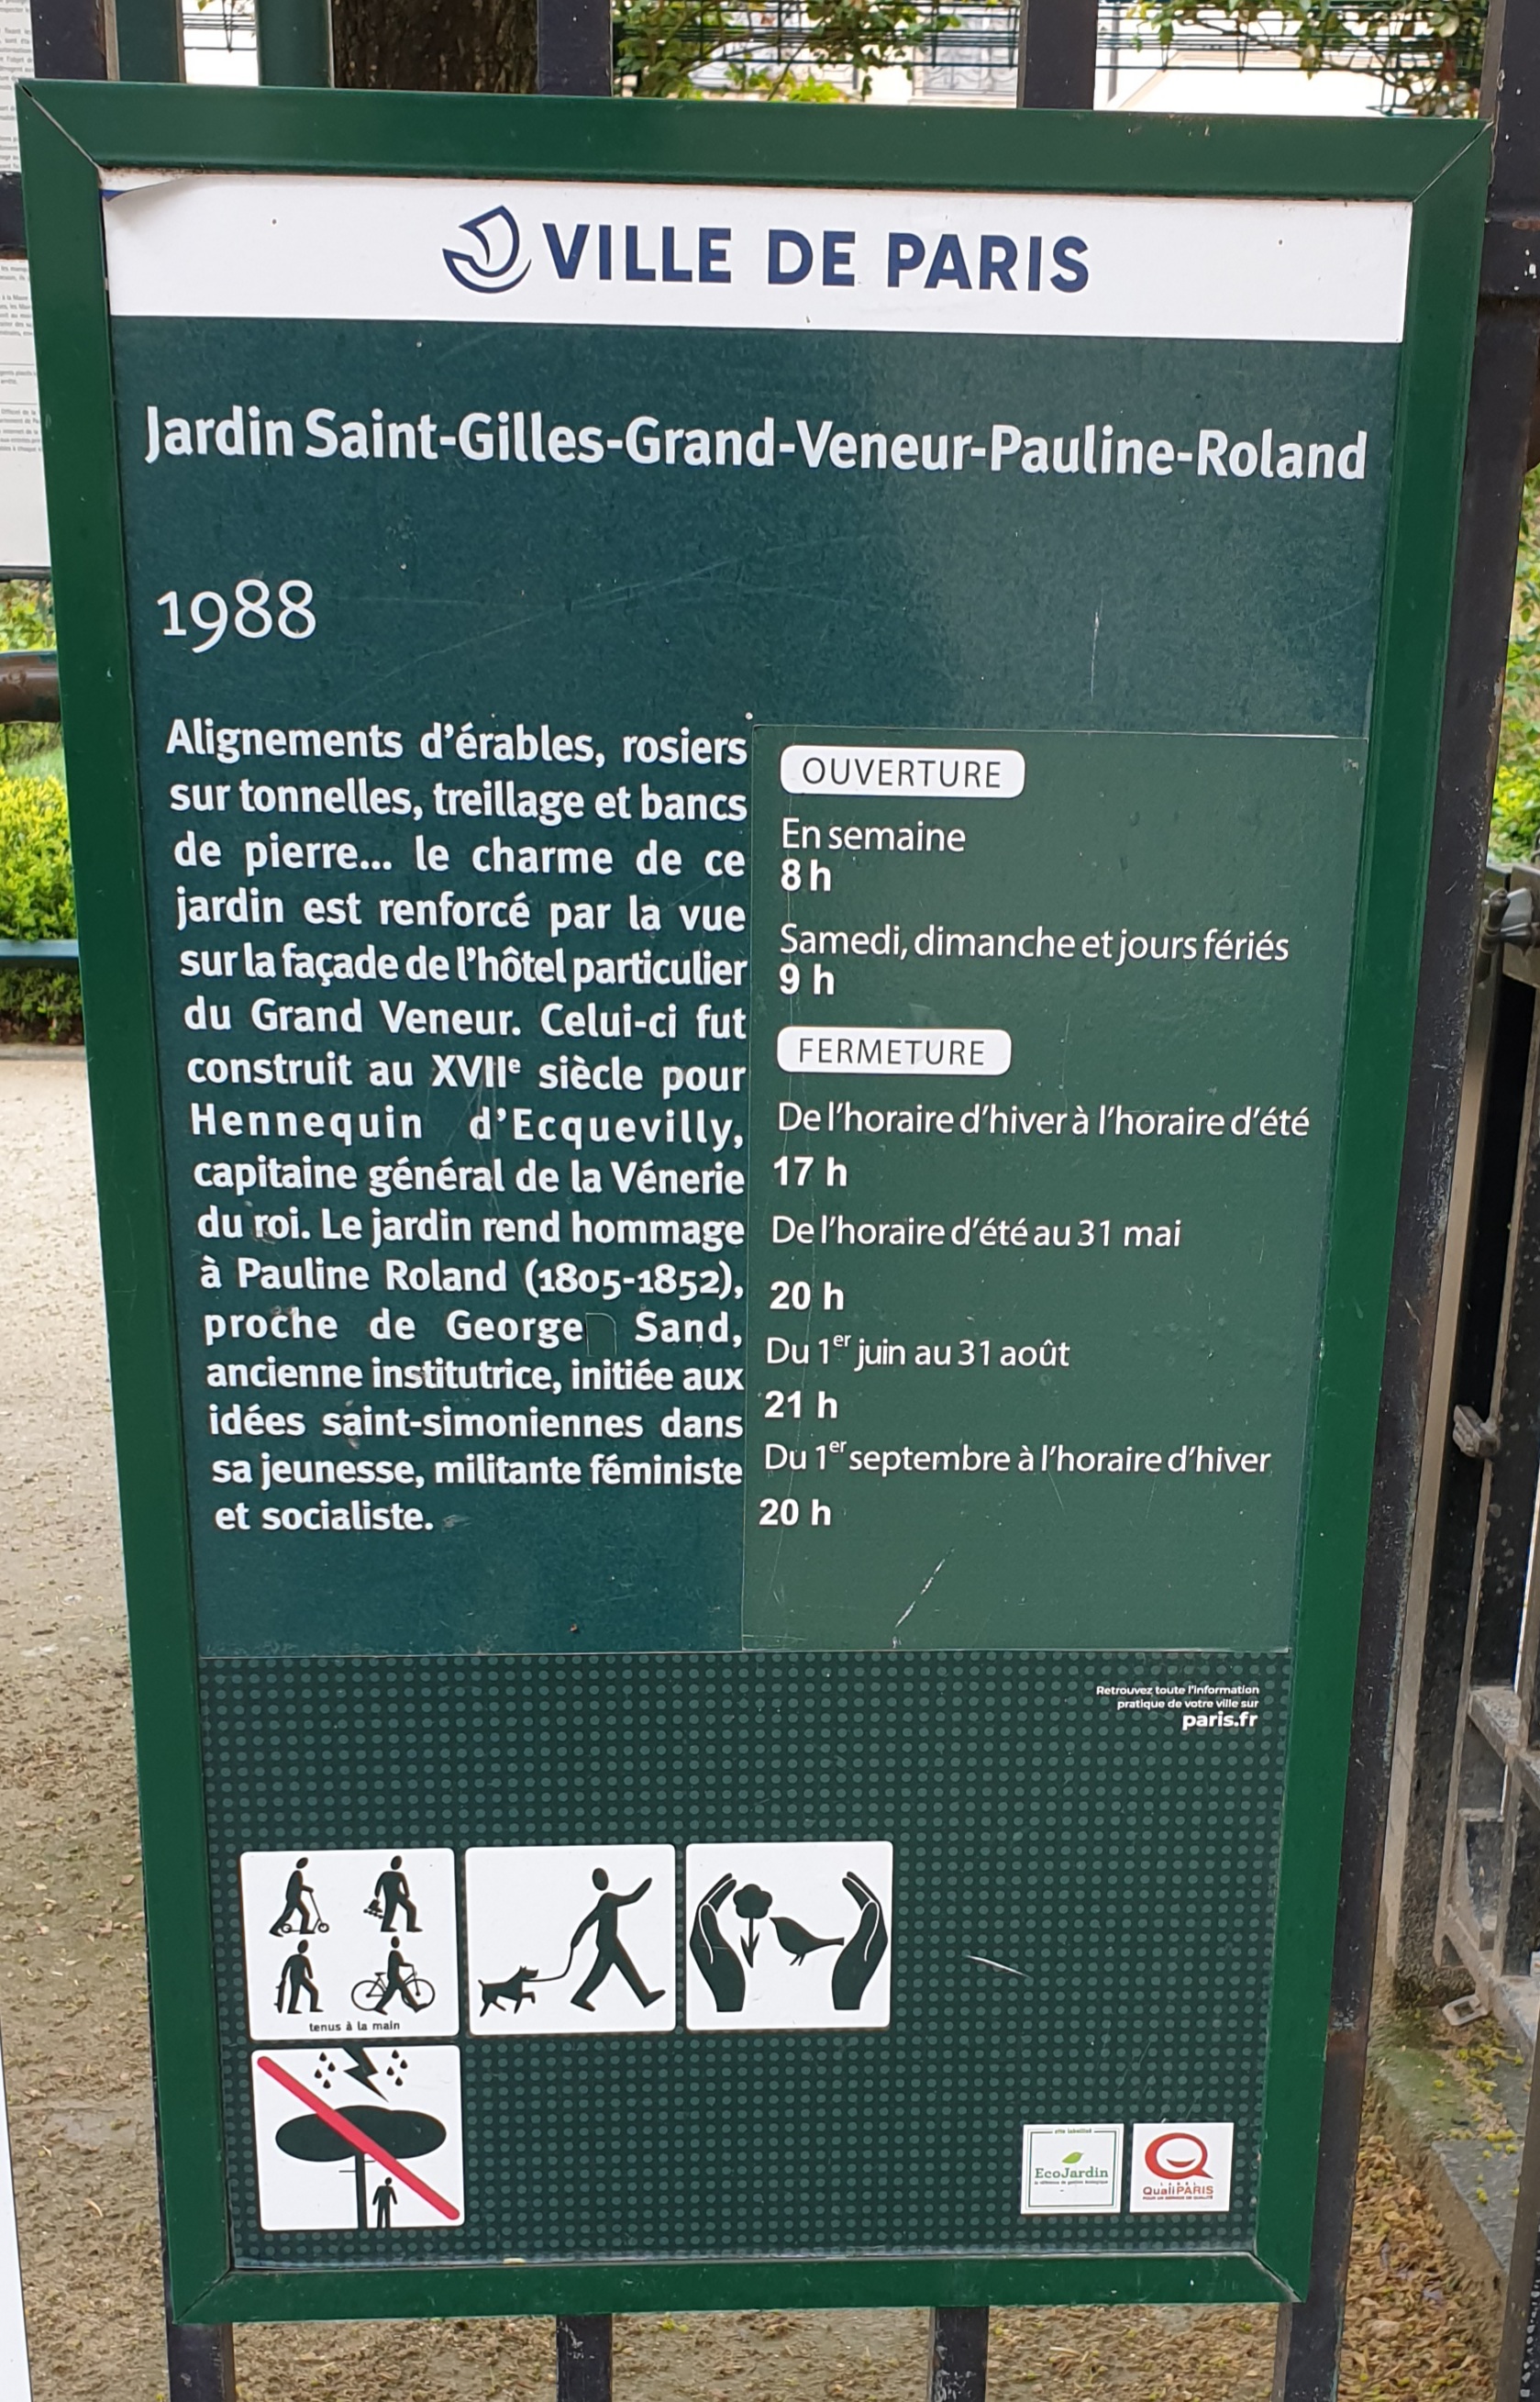 VILLE DE PARIS
Jardin Saint-Gilles-Grand-Veneur-Pauline-Roland
1988
Alignements d'érables, rosiers
sur tonnelles, treillage et bancs
de pierre... le charme de ce
jardin est renforcé par la vue
sur la façade de l'hôtel particulier
du Grand Veneur. Celui-ci fut
construit au XVIIe siècle pour
Hennequin d'Ecquevilly,
capitaine général de la Vénerie
du roi. Le jardin rend hommage
à Pauline Roland (1805-1852),
proche de George Sand,
ancienne institutrice, initiée aux
idées saint-simoniennes dans
sa jeunesse, militante féministe
et socialiste.
OUVERTURE
En semaine
8 h
Samedi, dimanche et jours fériés
9 h
FERMETURE
De l'horaire d'hiver à l'horaire d'été
17 h
De l'horaire d'été au 31 mai
20 h
Du 1er juin au 31 août
21 h
Du 1er septembre à l'horaire d'hiver
20 h
Retrouvez toute l'information
pratique de votre ville sur
paris.fr
tenus à la main
site labellisé
EcoJardin
LABEL
QualiPARIS